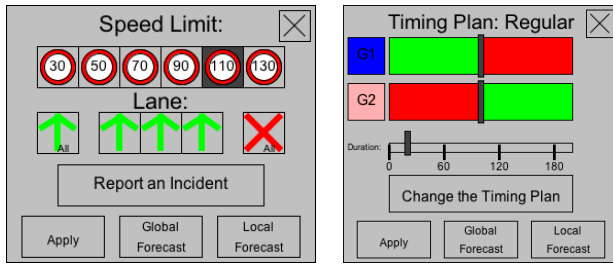 Speed Limit:
30 50 70 90 110 130
Lane:
All All
Report an Incident
Apply
Global
Forecast
Local
Forecast
Timing Plan: Regular
G1
G2
Duration:
0 60 120 180
Change the Timing Plan
Apply
Global
Forecast
Local
Forecast